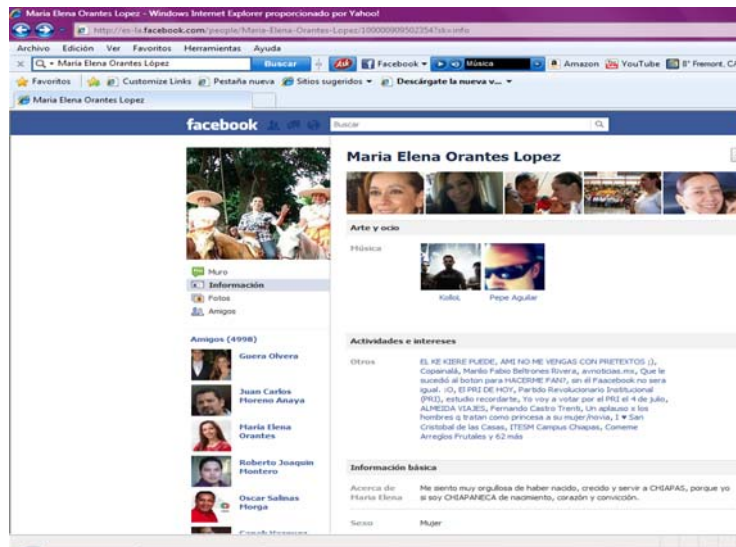 Maria Elena Orantes Lopez - Windows Internet Explorer proporcionado por Yahoo!
http://es-la.facebook.com/people/Maria-Elena-Orantes-Lopez/100000909502354?sk=info
Archivo Edición Ver Favoritos Herramientas Ayuda
Maria Elena Orantes López Buscar Facebook Música Amazon YouTube 8° Fremont, CA
Favoritos Customize Links Pestaña nueva Sitios sugeridos Descárgate la nueva v...
Maria Elena Orantes Lopez
facebook Buscar
Maria Elena Orantes Lopez
Arte y ocio
Música
KolloL Pepe Aguilar
Muro
Información
Fotos
Amigos
Amigos (4998)
Guera Olvera
Juan Carlos
Moreno Anaya
Maria Elena
Orantes
Roberto Joaquin
Montero
Oscar Salinas
Morga
Actividades e intereses
Otros
EL KE KIERE PUEDE, AMI NO ME VENGAS CON PRETEXTOS ;),
Copainalá, Manlio Fabio Beltrones Rivera, avnoticias.mx, Que le
sucedió al boton para HACERME FAN?, sin él Faacebook no sera
igual. :O, El PRI DE HOY, Partido Revolucionario Institucional
(PRI), estudio recordarte, Yo voy a votar por el PRI el 4 de julio,
ALMEIDA VIAJES, Fernando Castro Trenti, Un aplauso x los
hombres q tratan como princesa a su mujer/novia, I ♥ San
Cristobal de las Casas, ITESM Campus Chiapas, Comeme
Arreglos Frutales y 62 más
Información básica
Acerca de
Maria Elena
Me siento muy orgullosa de haber nacido, crecido y servir a CHIAPAS, porque yo
si soy CHIAPANECA de nacimiento, corazón y convicción.
Sexo Mujer